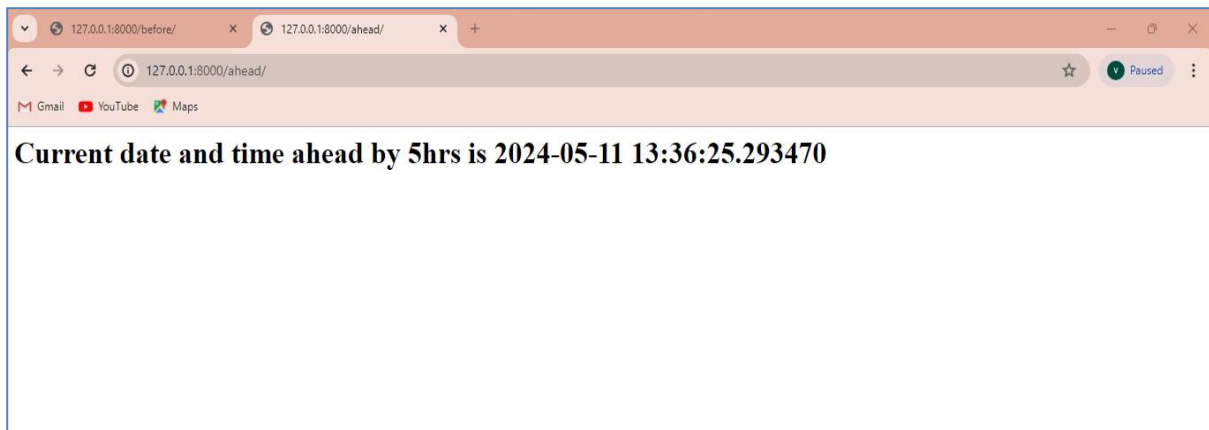 127.0.0.1:8000/before/ 127.0.0.1:8000/ahead/
127.0.0.1:8000/ahead/ V Paused
Gmail YouTube Maps
Current date and time ahead by 5hrs is 2024-05-11 13:36:25.293470